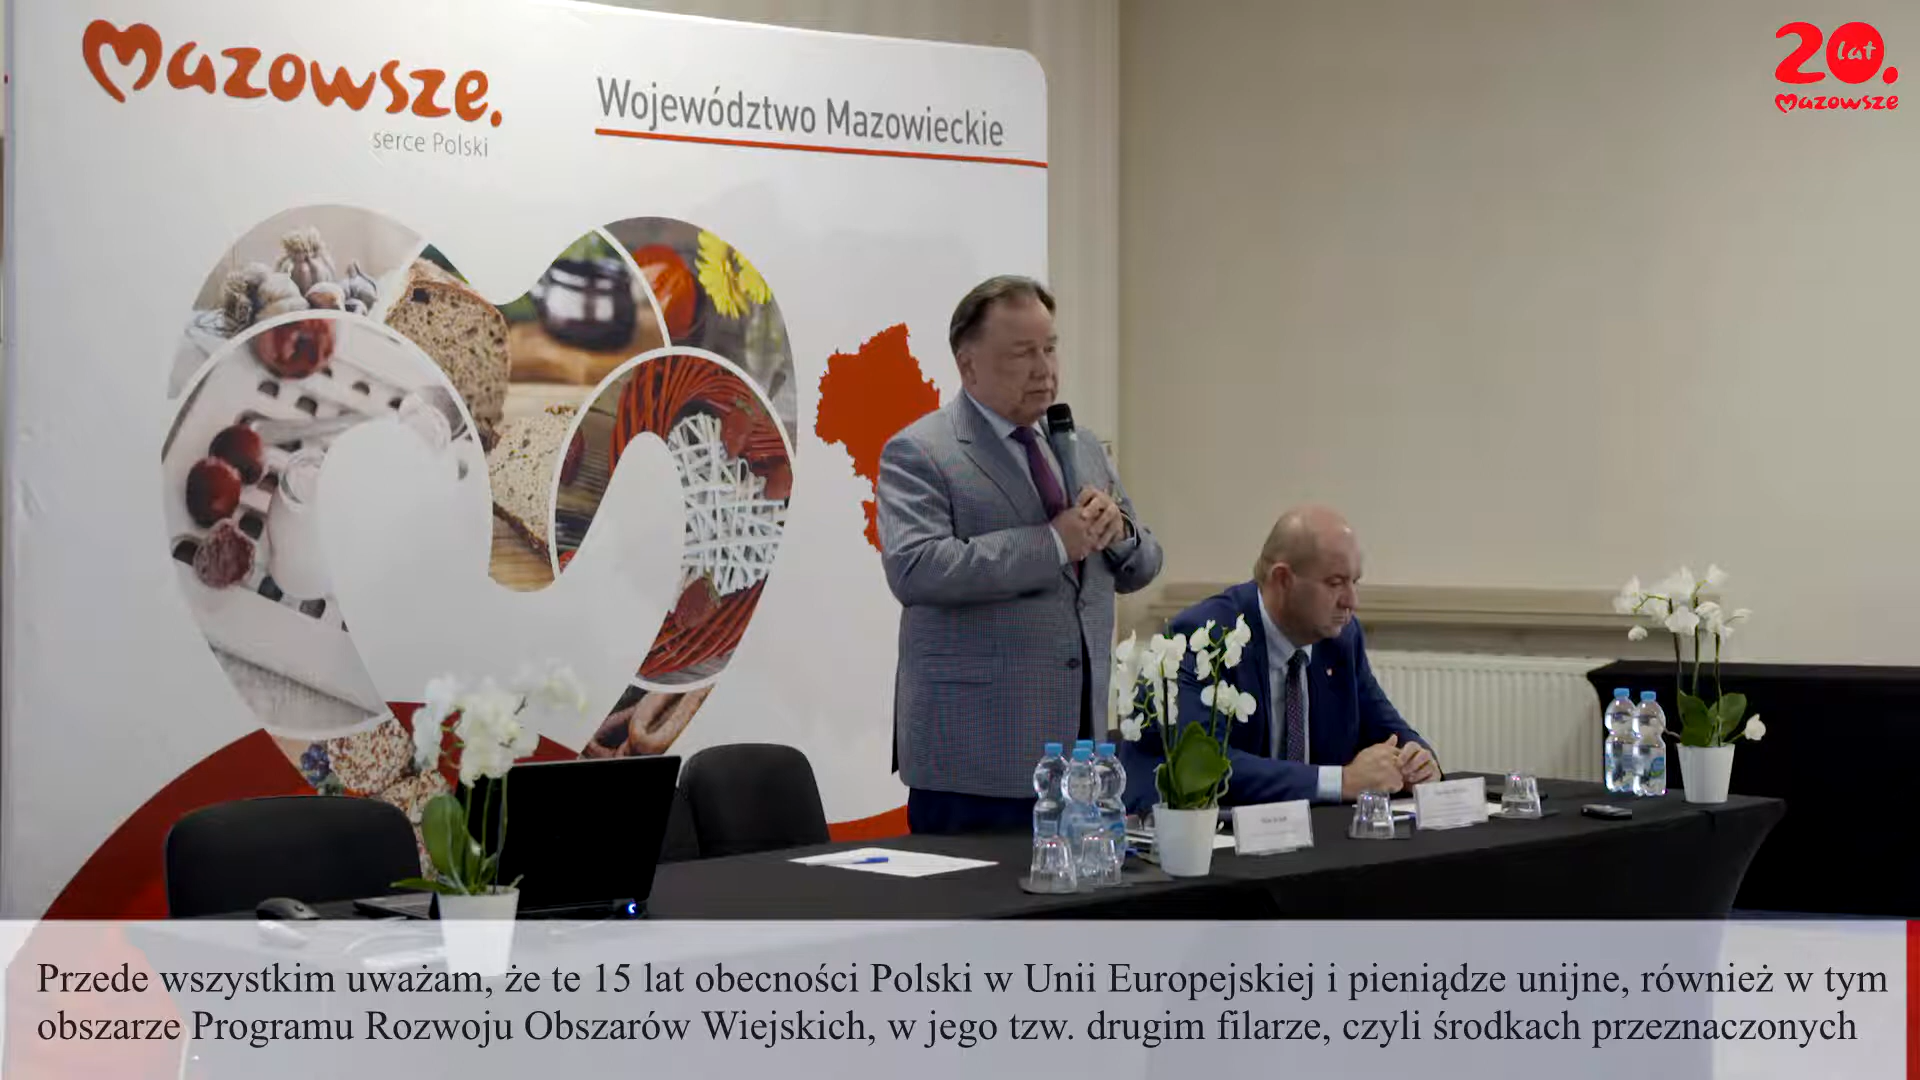 Mazowsze.
serce Polski
Województwo Mazowieckie
20 lat.
Mazowsze
Przede wszystkim uważam, że te 15 lat obecności Polski w Unii Europejskiej i pieniądze unijne, również w tym
obszarze Programu Rozwoju Obszarów Wiejskich, w jego tzw. drugim filarze, czyli środkach przeznaczonych